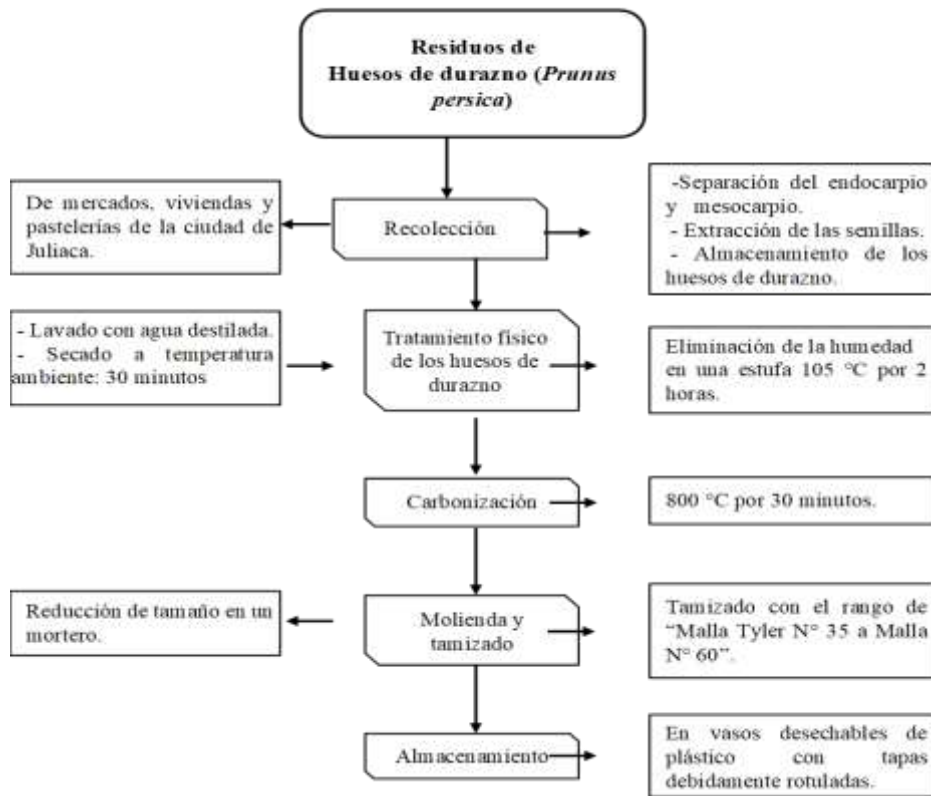 Residuos de
Huesos de durazno (Prunus
persica)
De mercados, viviendas y
pastelerías de la ciudad de
Juliaca.
Recolección
-Separación del endocarpio
y mesocarpio.
- Extracción de las semillas.
- Almacenamiento de los
huesos de durazno.
- Lavado con agua destilada.
- Secado a temperatura
ambiente: 30 minutos
Tratamiento físico
de los huesos de
durazno
Eliminación de la humedad
en una estufa 105 °C por 2
horas.
Carbonización
800 °C por 30 minutos.
Reducción de tamaño en un
mortero.
Molienda y
tamizado
Tamizado con el rango de
“Malla Tyler N° 35 a Malla
N° 60”.
Almacenamiento
En vasos desechables de
plástico con tapas
debidamente rotuladas.